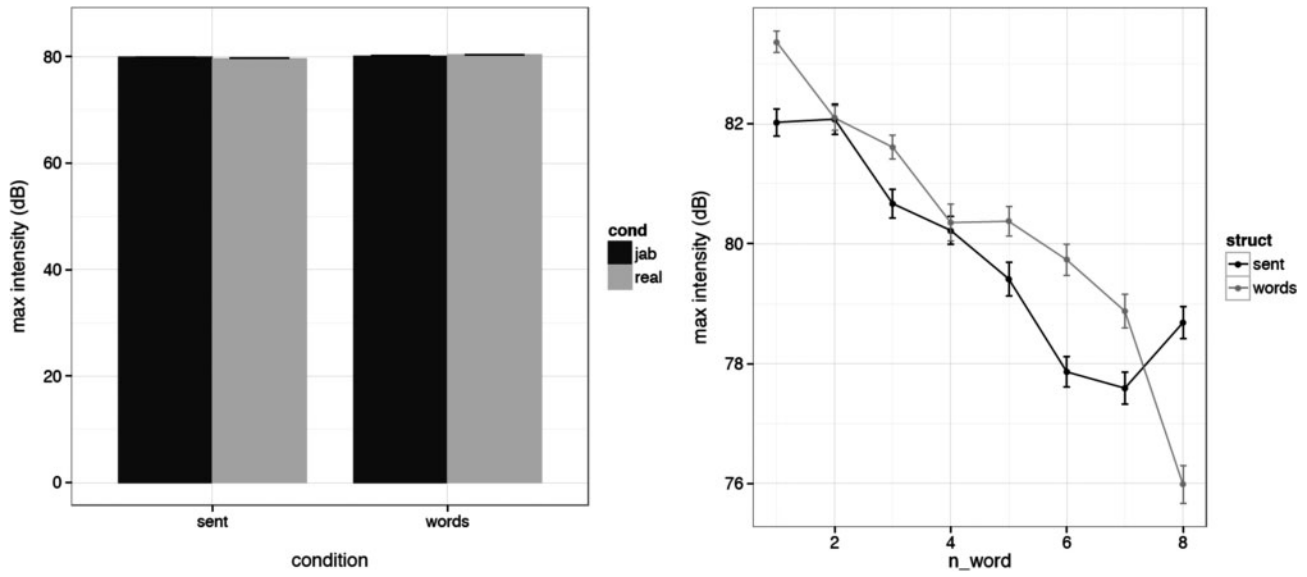 max intensity (dB)
80
60
40
20
0
sent
words
condition
cond
jab
real
max intensity (dB)
82
80
78
76
2
4
6
8
n_word
struct
sent
words